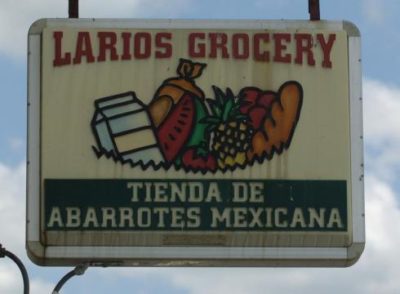 LARIOS GROCERY
TIENDA DE
ABARROTES MEXICANA